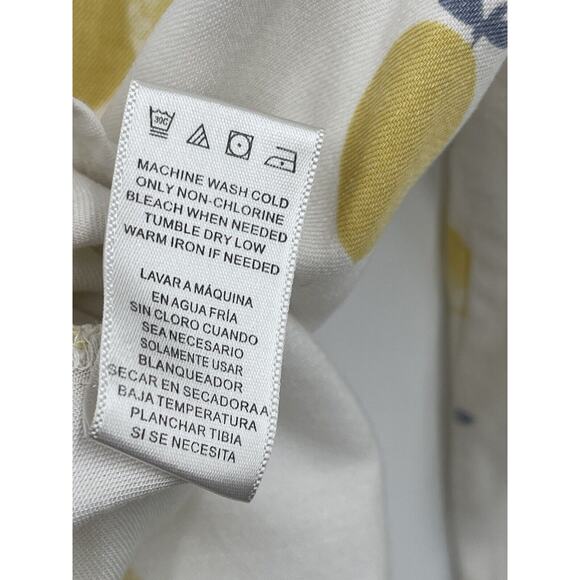 30C
MACHINE WASH COLD
ONLY NON-CHLORINE
BLEACH WHEN NEEDED
TUMBLE DRY LOW
WARM IRON IF NEEDED
LAVAR A MÁQUINA
EN AGUA FRÍA
SIN CLORO CUANDO
SEA NECESARIO
SOLAMENTE USAR
BLANQUEADOR
SECAR EN SECADORA A
BAJA TEMPERATURA
PLANCHAR TIBIA
SI SE NECESITA